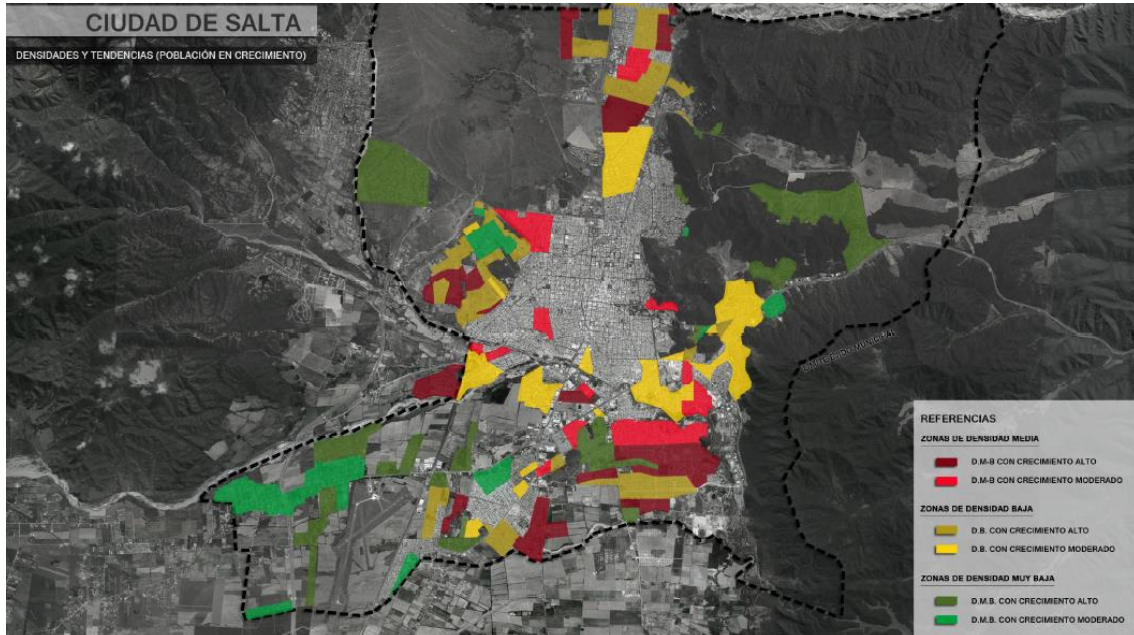 CIUDAD DE SALTA
DENSIDADES Y TENDENCIAS (POBLACIÓN EN CRECIMIENTO)
REFERENCIAS
ZONAS DE DENSIDAD MEDIA
D.M-B CON CRECIMIENTO ALTO
D.M-B CON CRECIMIENTO MODERADO
ZONAS DE DENSIDAD BAJA
D.B. CON CRECIMIENTO ALTO
D.B. CON CRECIMIENTO MODERADO
ZONAS DE DENSIDAD MUY BAJA
D.M.B. CON CRECIMIENTO ALTO
D.M.B. CON CRECIMIENTO MODERADO